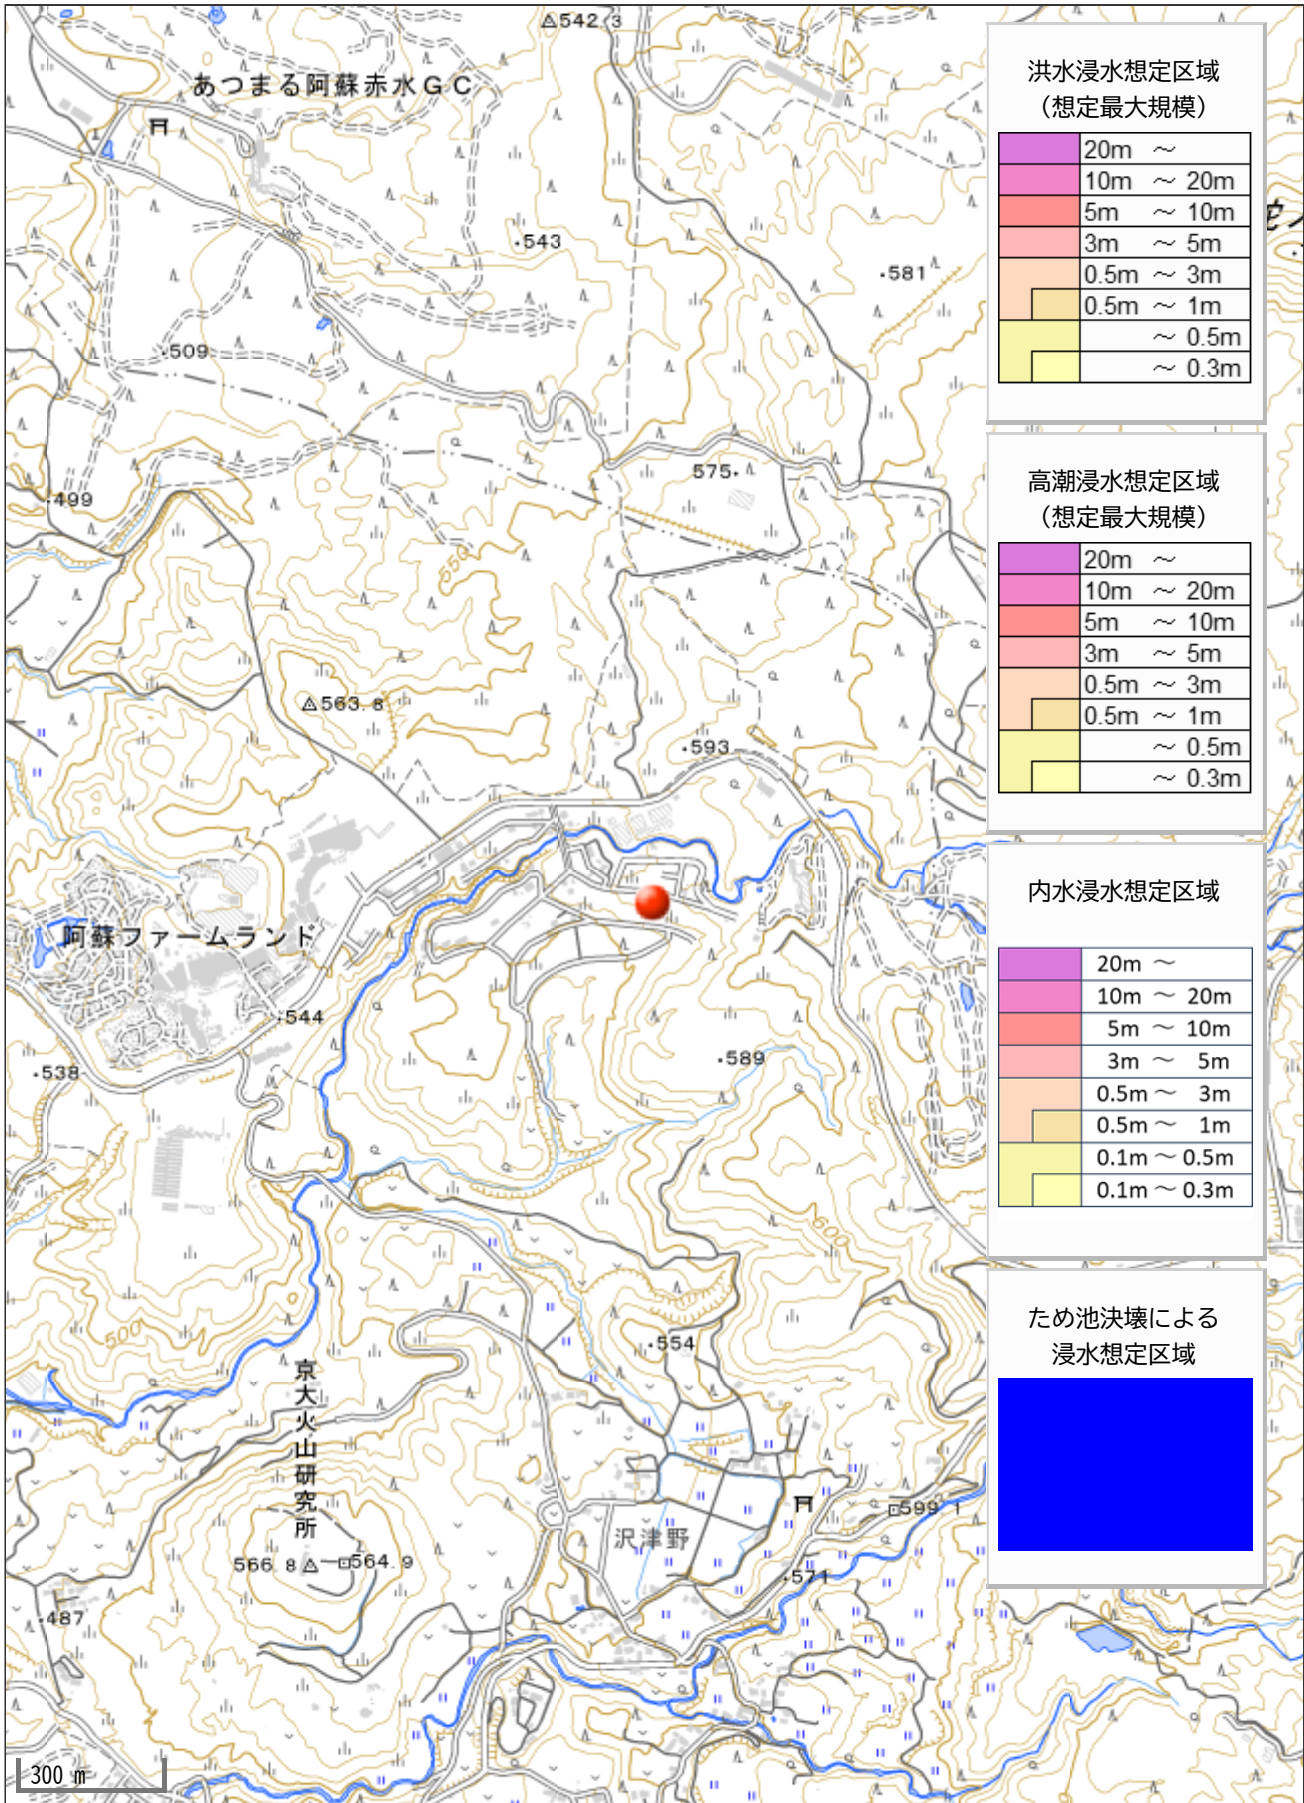 542.3
あつまる阿蘇赤水GC
543
581
509
575
499
550
563.8
593
阿蘇ファームランド
544
538
589
600
500
554
京大火山研究所
沢津野
599.1
566.8
564.9
571
487
300 m
洪水浸水想定区域
（想定最大規模）
20m ～
10m ～ 20m
5m ～ 10m
3m ～ 5m
0.5m ～ 3m
0.5m ～ 1m
～ 0.5m
～ 0.3m
高潮浸水想定区域
（想定最大規模）
20m ～
10m ～ 20m
5m ～ 10m
3m ～ 5m
0.5m ～ 3m
0.5m ～ 1m
～ 0.5m
～ 0.3m
内水浸水想定区域
20m ～
10m ～ 20m
5m ～ 10m
3m ～ 5m
0.5m ～ 3m
0.5m ～ 1m
0.1m ～ 0.5m
0.1m ～ 0.3m
ため池決壊による
浸水想定区域